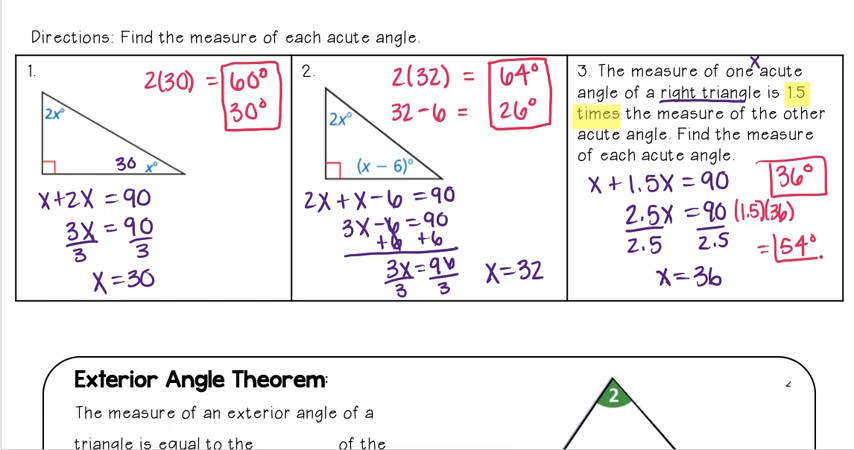 Directions: Find the measure of each acute angle.
1.
2(30) = 60°
30°
2x°
30 x°
x+2x = 90
3x = 90
3 3
x=30
2.
2(32) = 64°
32-6 = 26°
2x°
(x - 6)°
2x+x-6 =90
3x-6 =90
+6 +6
3x=96
3 3
x=32
x
3. The measure of one acute
angle of a right triangle is 1.5
times the measure of the other
acute angle. Find the measure
of each acute angle.
x+1.5x=90
36°
2.5x =90 (1.5)(36)
2.5 2.5
=54°
x=36
Exterior Angle Theorem:
The measure of an exterior angle of a
triangle is equal to the of the
2